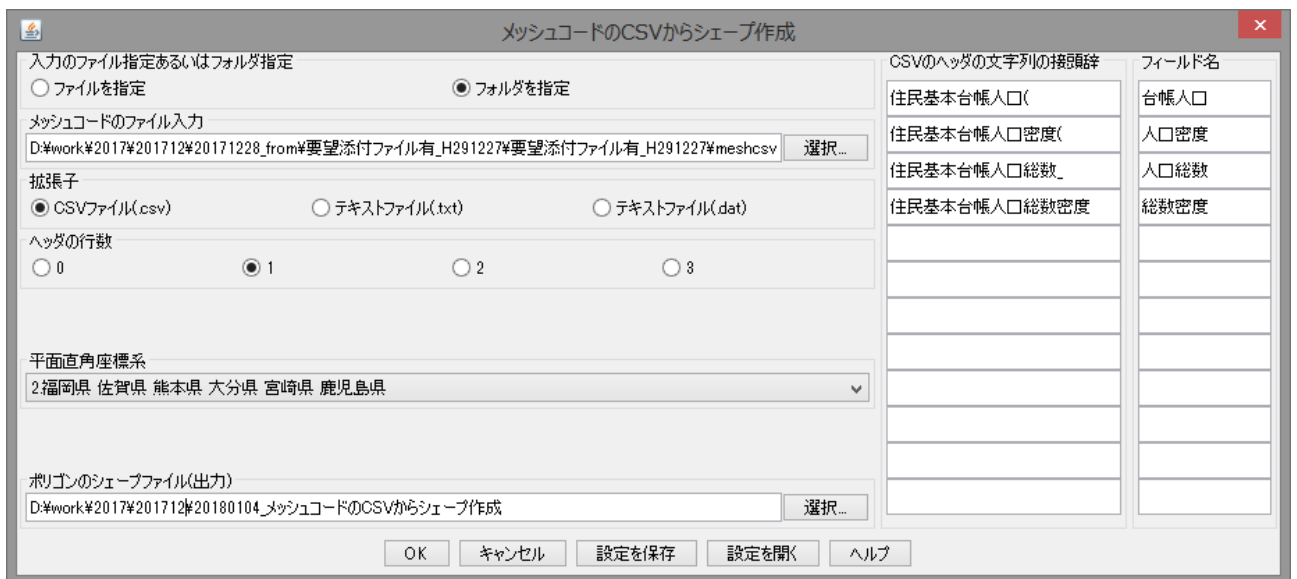 メッシュコードのCSVからシェープ作成
入力のファイル指定あるいはフォルダ指定
ファイルを指定
フォルダを指定
メッシュコードのファイル入力
D:¥work¥2017¥201712¥20171228_from¥要望添付ファイル有_H291227¥要望添付ファイル有_H291227¥meshcsv
選択...
拡張子
CSVファイル(.csv)
テキストファイル(.txt)
テキストファイル(.dat)
ヘッダの行数
0
1
2
3
平面直角座標系
2.福岡県 佐賀県 熊本県 大分県 宮崎県 鹿児島県
ポリゴンのシェープファイル(出力)
D:¥work¥2017¥201712¥20180104_メッシュコードのCSVからシェープ作成
選択...
CSVのヘッダの文字列の接頭辞
フィールド名
住民基本台帳人口(
台帳人口
住民基本台帳人口密度(
人口密度
住民基本台帳人口総数_
人口総数
住民基本台帳人口総数密度
総数密度
OK
キャンセル
設定を保存
設定を開く
ヘルプ